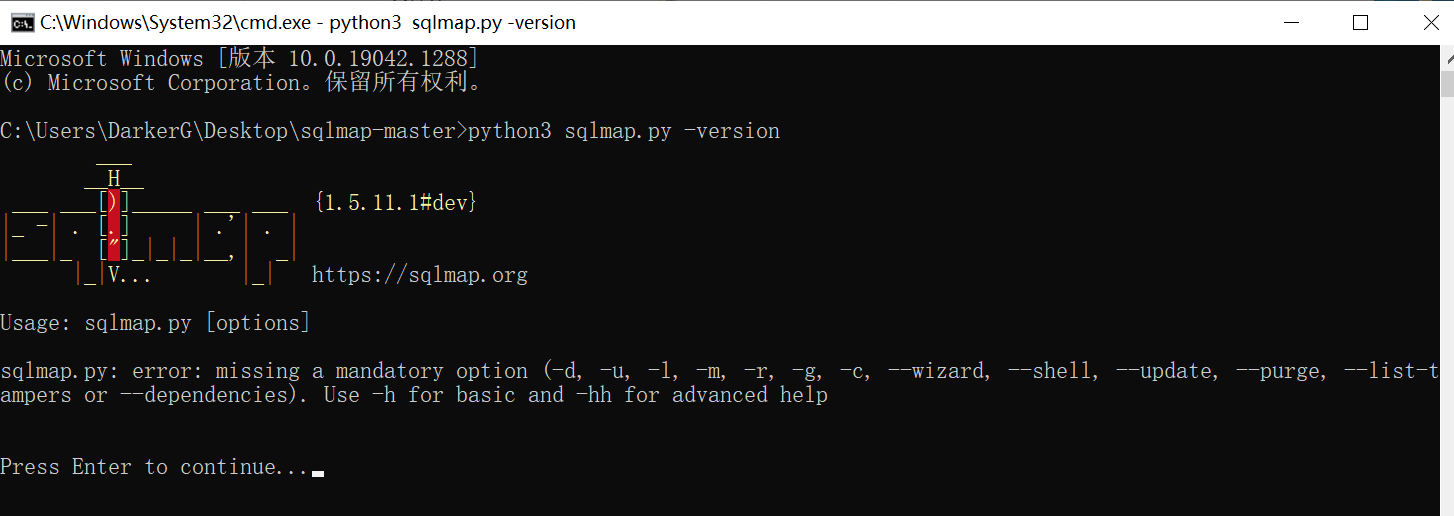 C:\Windows\System32\cmd.exe - python3  sqlmap.py -version
Microsoft Windows [版本 10.0.19042.1288]
(c) Microsoft Corporation。保留所有权利。
C:\Users\DarkerG\Desktop\sqlmap-master>python3 sqlmap.py -version
        ___
       __H__
 ___ ___[)]_____ ___ ___  {1.5.11.1#dev}
|_ -| . [.]     | .'| . |
|___|_  ["]_|_|_|__,|  _|
      |_|V...       |_|   https://sqlmap.org
Usage: sqlmap.py [options]
sqlmap.py: error: missing a mandatory option (-d, -u, -l, -m, -r, -g, -c, --wizard, --shell, --update, --purge, --list-t
ampers or --dependencies). Use -h for basic and -hh for advanced help
Press Enter to continue...